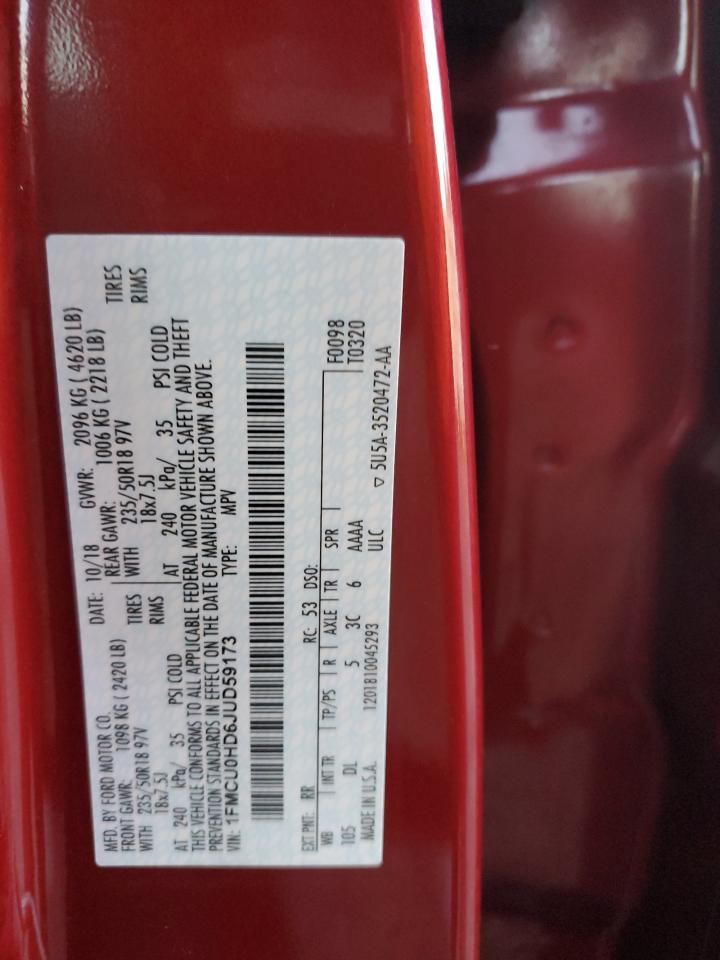 MFD. BY FORD MOTOR CO. DATE: 10/18 GVWR: 2096 KG ( 4620 LB)
FRONT GAWR: 1098 KG ( 2420 LB) REAR GAWR: 1006 KG ( 2218 LB)
WITH 235/50R18 97V TIRES WITH 235/50R18 97V TIRES
18x7.5J RIMS 18x7.5J RIMS
AT 240 kPa/ 35 PSI COLD AT 240 kPa/ 35 PSI COLD
THIS VEHICLE CONFORMS TO ALL APPLICABLE FEDERAL MOTOR VEHICLE SAFETY AND THEFT
PREVENTION STANDARDS IN EFFECT ON THE DATE OF MANUFACTURE SHOWN ABOVE.
VIN: 1FMCU0HD6JUD59173 TYPE: MPV
EXT PNT: RR RC: 53 DSO:
WB INT TR TP/PS R AXLE TR SPR F0098
105 DL 5 3C 6 AAAA T0320
MADE IN U.S.A. 1201810045293 ULC ▽ 5U5A-3520472-AA